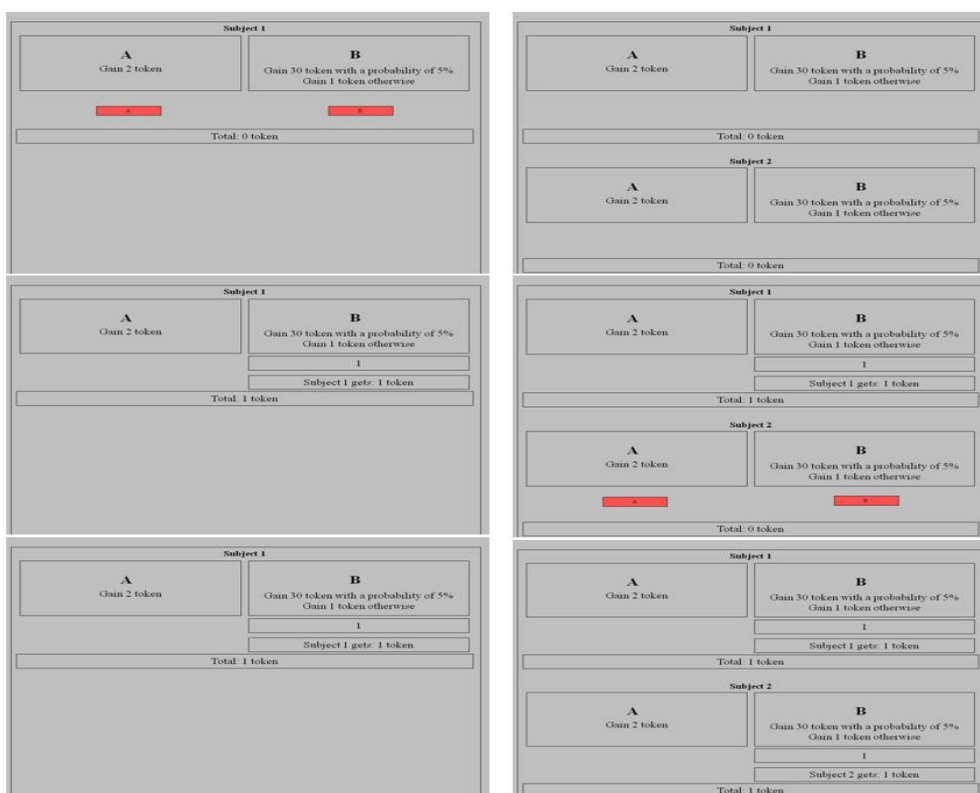 Subject 1
A
Gain 2 token
B
Gain 30 token with a probability of 5%
Gain 1 token otherwise
A
B
Total: 0 token
Subject 1
A
Gain 2 token
B
Gain 30 token with a probability of 5%
Gain 1 token otherwise
Total: 0 token
Subject 2
A
Gain 2 token
B
Gain 30 token with a probability of 5%
Gain 1 token otherwise
Total: 0 token
Subject 1
A
Gain 2 token
B
Gain 30 token with a probability of 5%
Gain 1 token otherwise
1
Subject 1 gets: 1 token
Total: 1 token
Subject 1
A
Gain 2 token
B
Gain 30 token with a probability of 5%
Gain 1 token otherwise
1
Subject 1 gets: 1 token
Total: 1 token
Subject 2
A
Gain 2 token
B
Gain 30 token with a probability of 5%
Gain 1 token otherwise
A
B
Total: 0 token
Subject 1
A
Gain 2 token
B
Gain 30 token with a probability of 5%
Gain 1 token otherwise
1
Subject 1 gets: 1 token
Total: 1 token
Subject 1
A
Gain 2 token
B
Gain 30 token with a probability of 5%
Gain 1 token otherwise
1
Subject 1 gets: 1 token
Total: 1 token
Subject 2
A
Gain 2 token
B
Gain 30 token with a probability of 5%
Gain 1 token otherwise
1
Subject 2 gets: 1 token
Total: 1 token